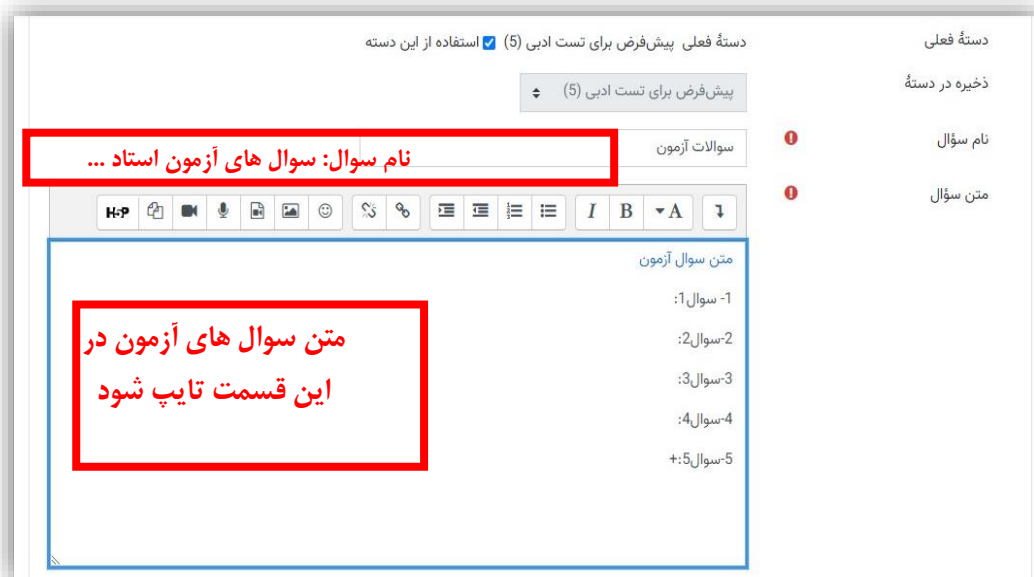 دستهٔ فعلی
دستهٔ فعلی پیش‌فرض برای تست ادبی (5) استفاده از این دسته
ذخیره در دستهٔ
پیش‌فرض برای تست ادبی (5)
نام سؤال
سوالات آزمون
نام سوال: سوال های آزمون استاد ...
متن سؤال
A B I
H-P
متن سوال آزمون
1- سوال1:
2-سوال2:
3-سوال3:
4-سوال4:
5-سوال5:+
متن سوال های آزمون در
این قسمت تایپ شود